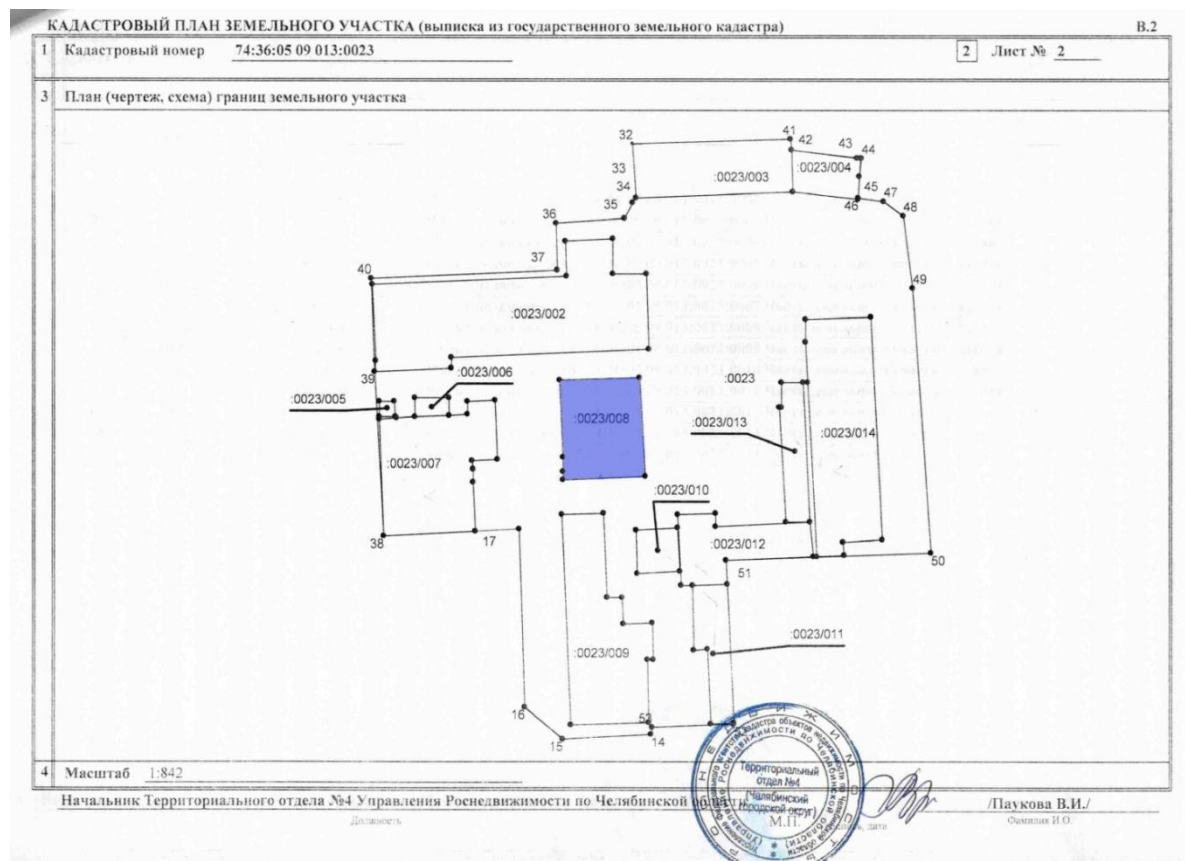 КАДАСТРОВЫЙ ПЛАН ЗЕМЕЛЬНОГО УЧАСТКА (выписка из государственного земельного кадастра) В.2
1 Кадастровый номер 74:36:05 09 013:0023 2 Лист № 2
3 План (чертеж, схема) границ земельного участка
32 41
42 43 44
33 :0023/003 :0023/004
34 45 47
35 46 48
36
37
40 49
:0023/002
39 :0023/006 :0023
:0023/005
:0023/008 :0023/013 :0023/014
:0023/007
:0023/010
38 17 :0023/012
51 50
:0023/009 :0023/011
16 52
15 14
4 Масштаб 1:842
Территориальный
отдел №4
(Челябинский
городской округ)
Начальник Территориального отдела №4 Управления Роснедвижимости по Челябинской М.П. /Паукова В.И./
Должность дата Фамилия И.О.